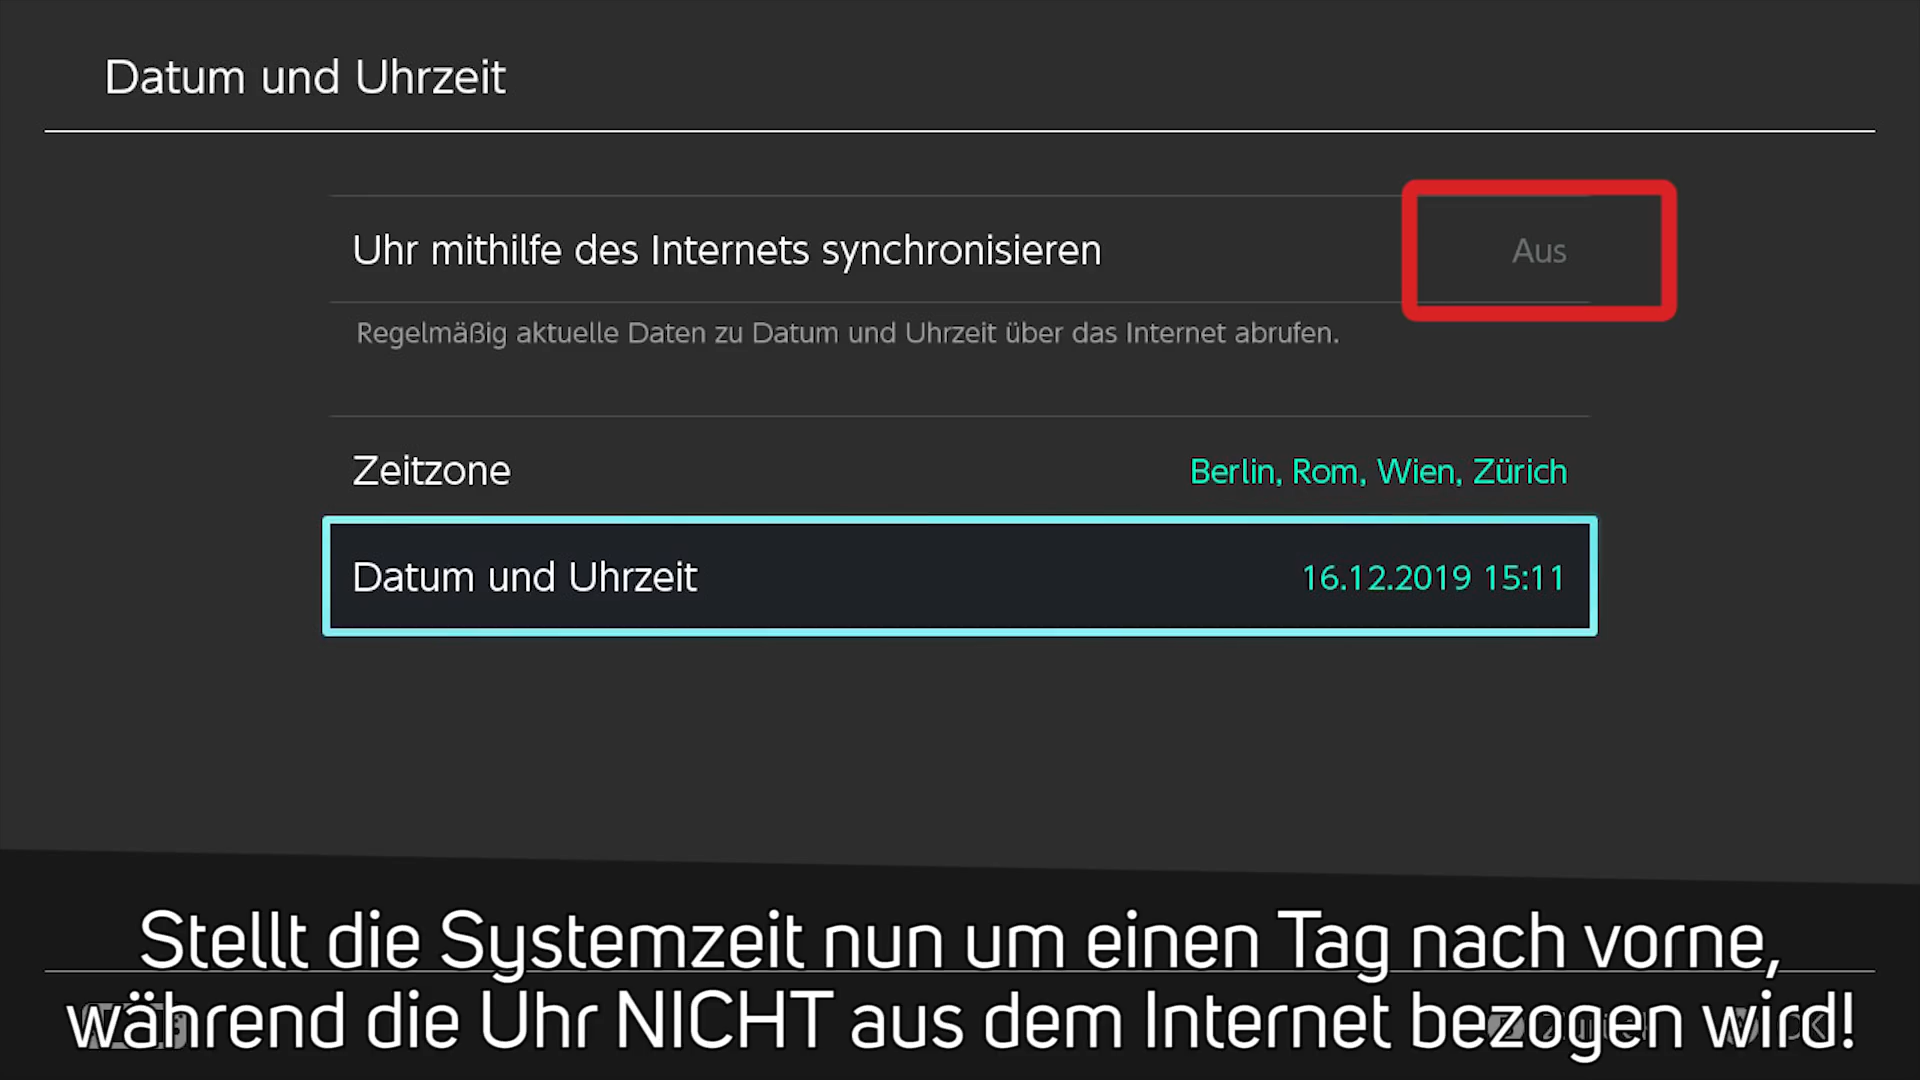 Datum und Uhrzeit
Uhr mithilfe des Internets synchronisieren Aus
Regelmäßig aktuelle Daten zu Datum und Uhrzeit über das Internet abrufen.
Zeitzone Berlin, Rom, Wien, Zürich
Datum und Uhrzeit 16.12.2019 15:11
Stellt die Systemzeit nun um einen Tag nach vorne,
während die Uhr NICHT aus dem Internet bezogen wird!